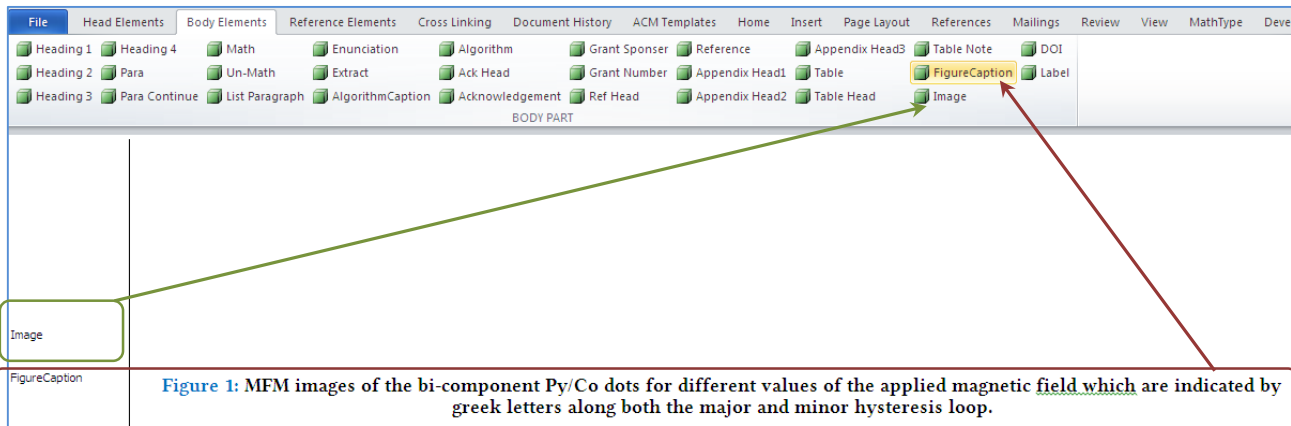 File Head Elements Body Elements Reference Elements Cross Linking Document History ACM Templates Home Insert Page Layout References Mailings Review View MathType Deve
Heading 1 Heading 4 Math Enunciation Algorithm Grant Sponser Reference Appendix Head3 Table Note DOI
Heading 2 Para Un-Math Extract Ack Head Grant Number Appendix Head1 Table FigureCaption Label
Heading 3 Para Continue List Paragraph AlgorithmCaption Acknowledgement Ref Head Appendix Head2 Table Head Image
BODY PART
Image
FigureCaption
Figure 1: MFM images of the bi-component Py/Co dots for different values of the applied magnetic field which are indicated by
greek letters along both the major and minor hysteresis loop.